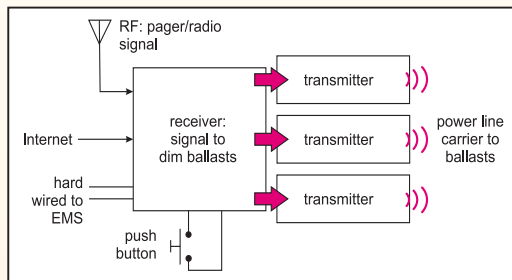 RF: pager/radio
signal
Internet
hard
wired to
EMS
push
button
receiver:
signal to
dim ballasts
transmitter
transmitter
transmitter
power line
carrier to
ballasts